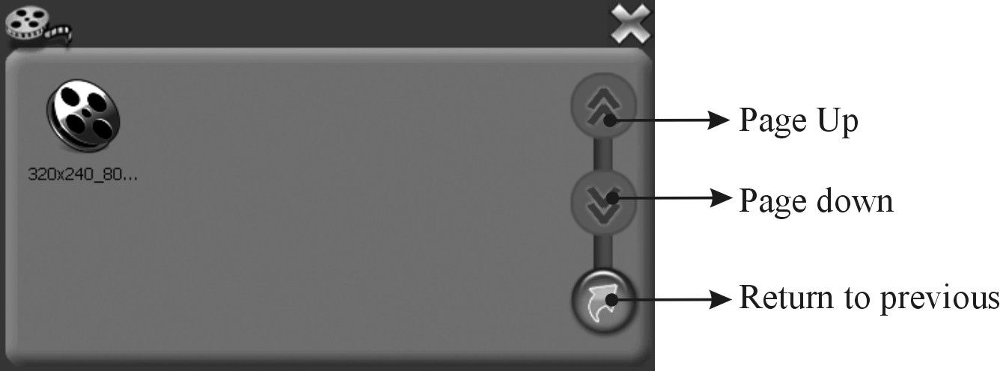 Page Up
320x240_80...
Page down
Return to previous